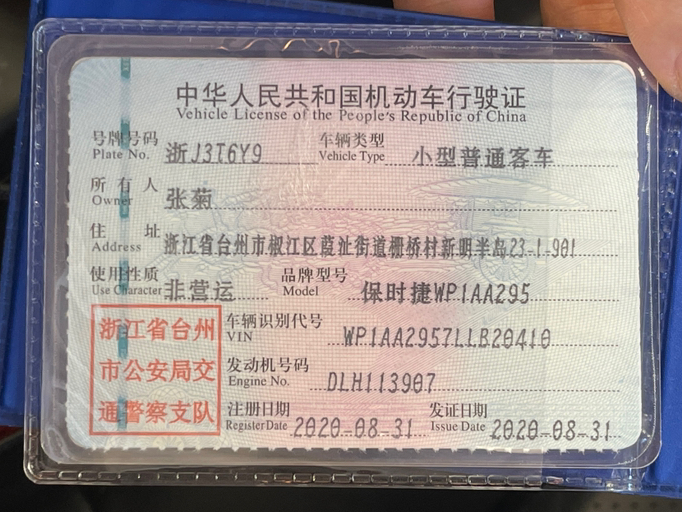 中华人民共和国机动车行驶证
Vehicle License of the People's Republic of China
号牌号码 浙J3T6Y9 车辆类型 小型普通客车
Plate No. Vehicle Type
所有人 张菊
Owner
住址 浙江省台州市椒江区葭沚街道栅桥村新明半岛23-1-901
Address
使用性质 非营运 品牌型号 保时捷WP1AA295
Use Character Model
浙江省台州
市公安局交
通警察支队
车辆识别代号 WP1AA2957LLB20410
VIN
发动机号码 DLH113907
Engine No.
注册日期 2020-08-31 发证日期 2020-08-31
Register Date Issue Date